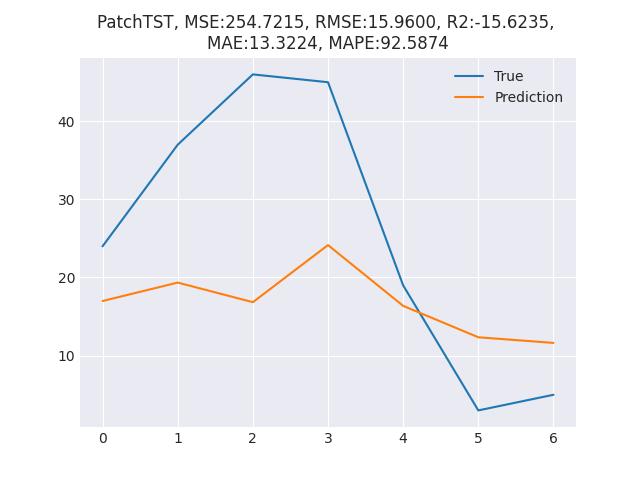 PatchTST, MSE:254.7215, RMSE:15.9600, R2:-15.6235,
MAE:13.3224, MAPE:92.5874
True
Prediction
40
30
20
10
0 1 2 3 4 5 6